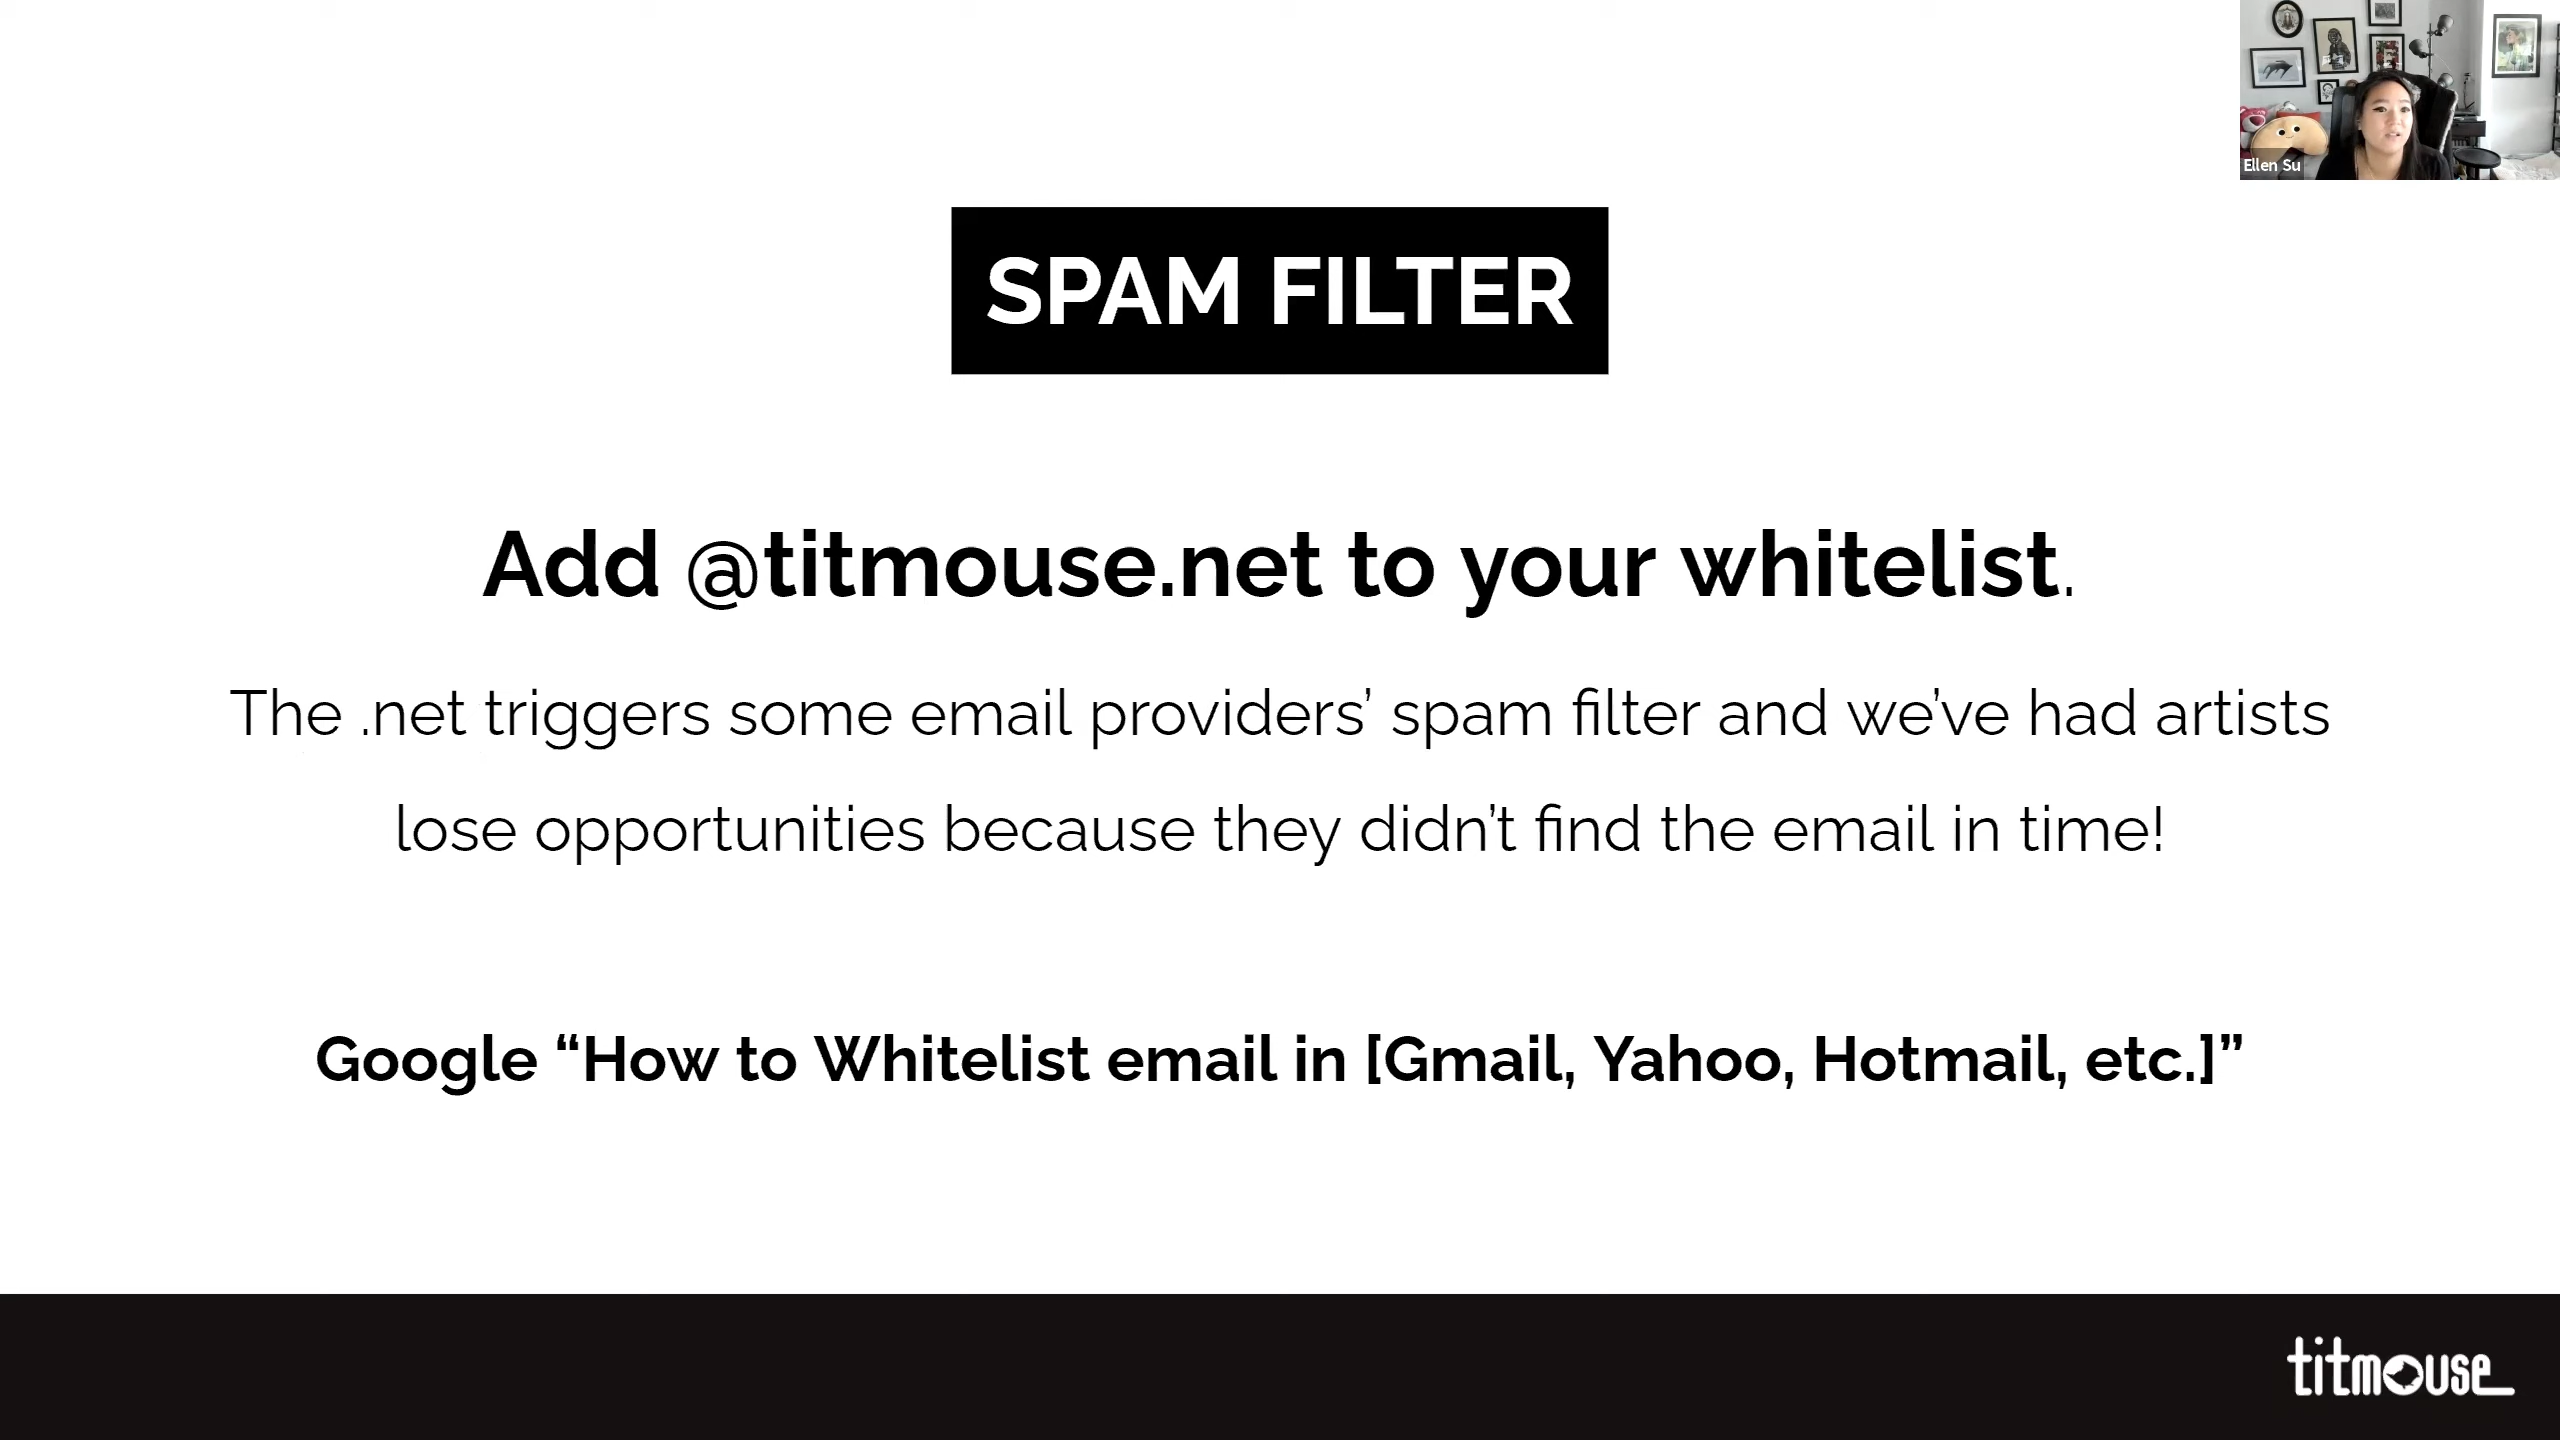 Ellen Su
SPAM FILTER
Add @titmouse.net to your whitelist.
The .net triggers some email providers’ spam filter and we’ve had artists
lose opportunities because they didn’t find the email in time!
Google “How to Whitelist email in [Gmail, Yahoo, Hotmail, etc.]”
titmouse